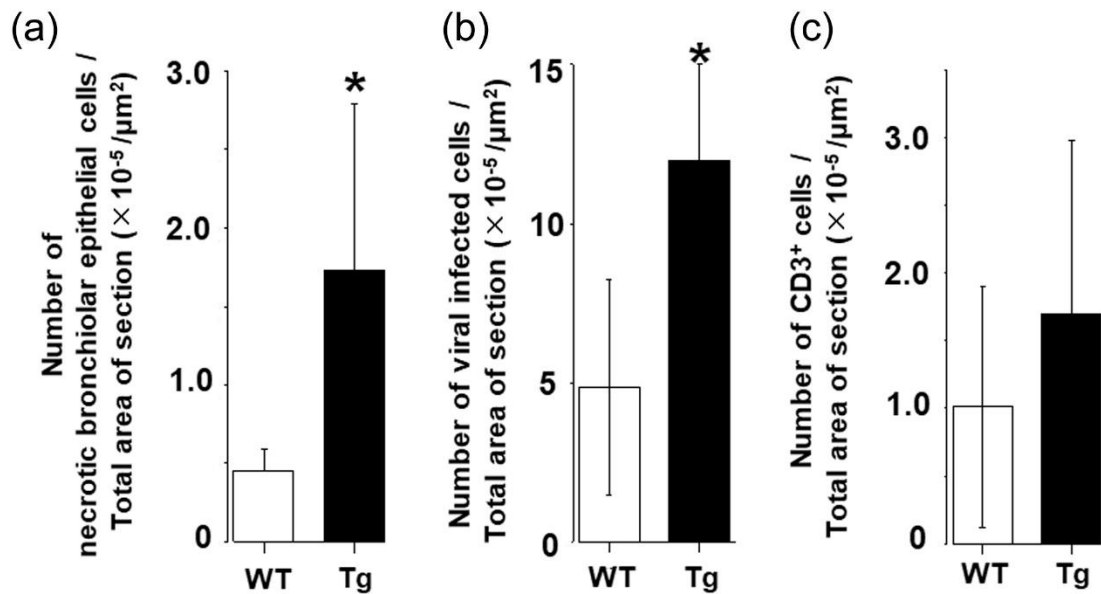 (a)
Number of
necrotic bronchiolar epithelial cells /
Total area of section (×10⁻⁵/μm²)
3.0
2.0
1.0
0
*
WT
Tg
(b)
Number of viral infected cells /
Total area of section (×10⁻⁵/μm²)
15
10
5
0
*
WT
Tg
(c)
Number of CD3⁺ cells /
Total area of section (×10⁻⁵/μm²)
3.0
2.0
1.0
0
WT
Tg